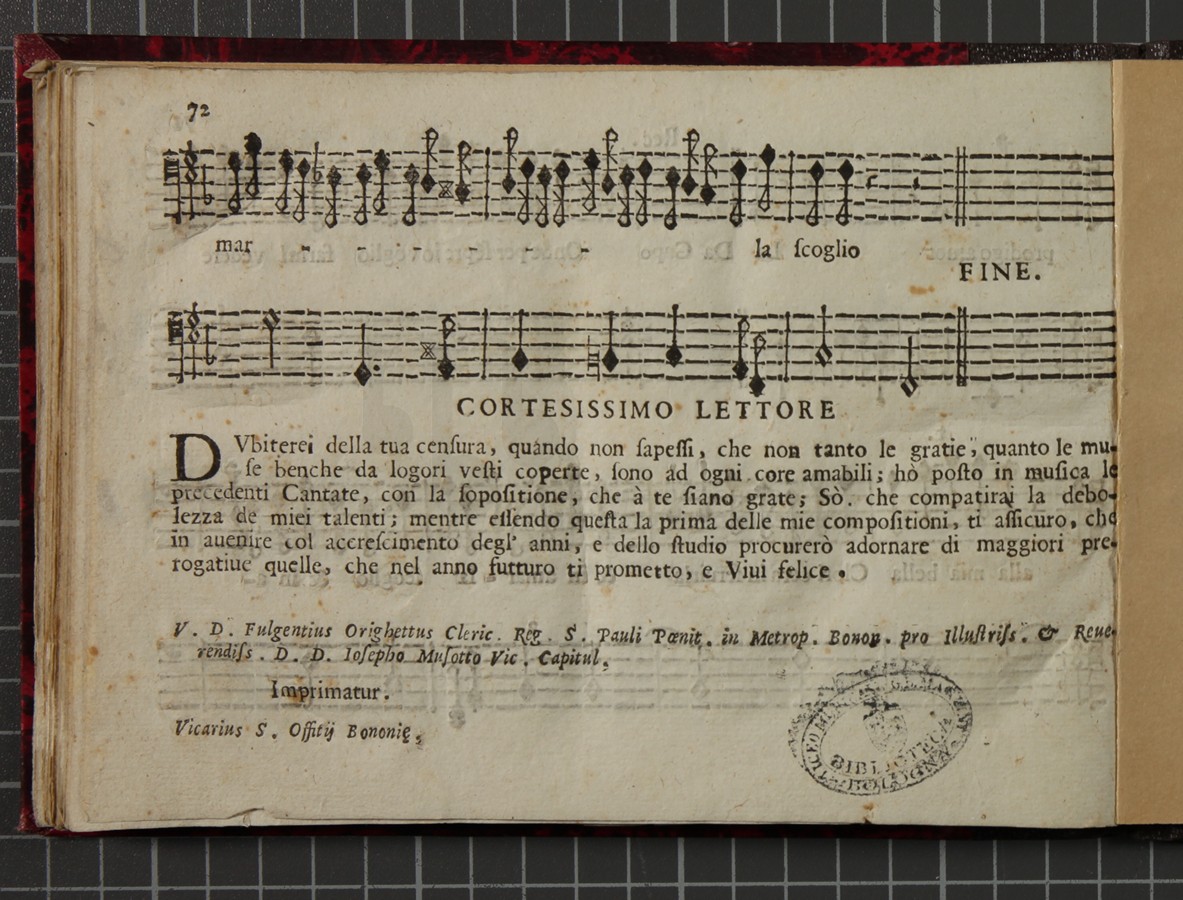 72
mar - - - - - - la ſcoglio
FINE.
CORTESISSIMO LETTORE
DVbiterei della tua cenſura, quando non ſapeſſi, che non tanto le gratie, quanto le mu-
ſe benche da logori veſti coperte, ſono ad ogni core amabili; hò poſto in muſica le
precedenti Cantate, con la ſopoſitione, che à te ſiano grate; Sò. che compatirai la debo-
lezza de miei talenti; mentre eſſendo queſta la prima delle mie compoſitioni, ti aſſicuro, che
in auenire col accreſcimento degl' anni, e dello ſtudio procurerò adornare di maggiori pre-
rogatiue quelle, che nel anno futturo ti prometto, e Viui felice.
V. D. Fulgentius Orighettus Cleric. Reg. S. Pauli Pœnit. in Metrop. Bonon. pro Illuſtriſs. & Reue-
rendiſs. D. D. Ioſepho Muſotto Vic. Capitul.
Imprimatur.
Vicarius S. Offitij Bononię.
BIBLIOTECA
BOLOGNA